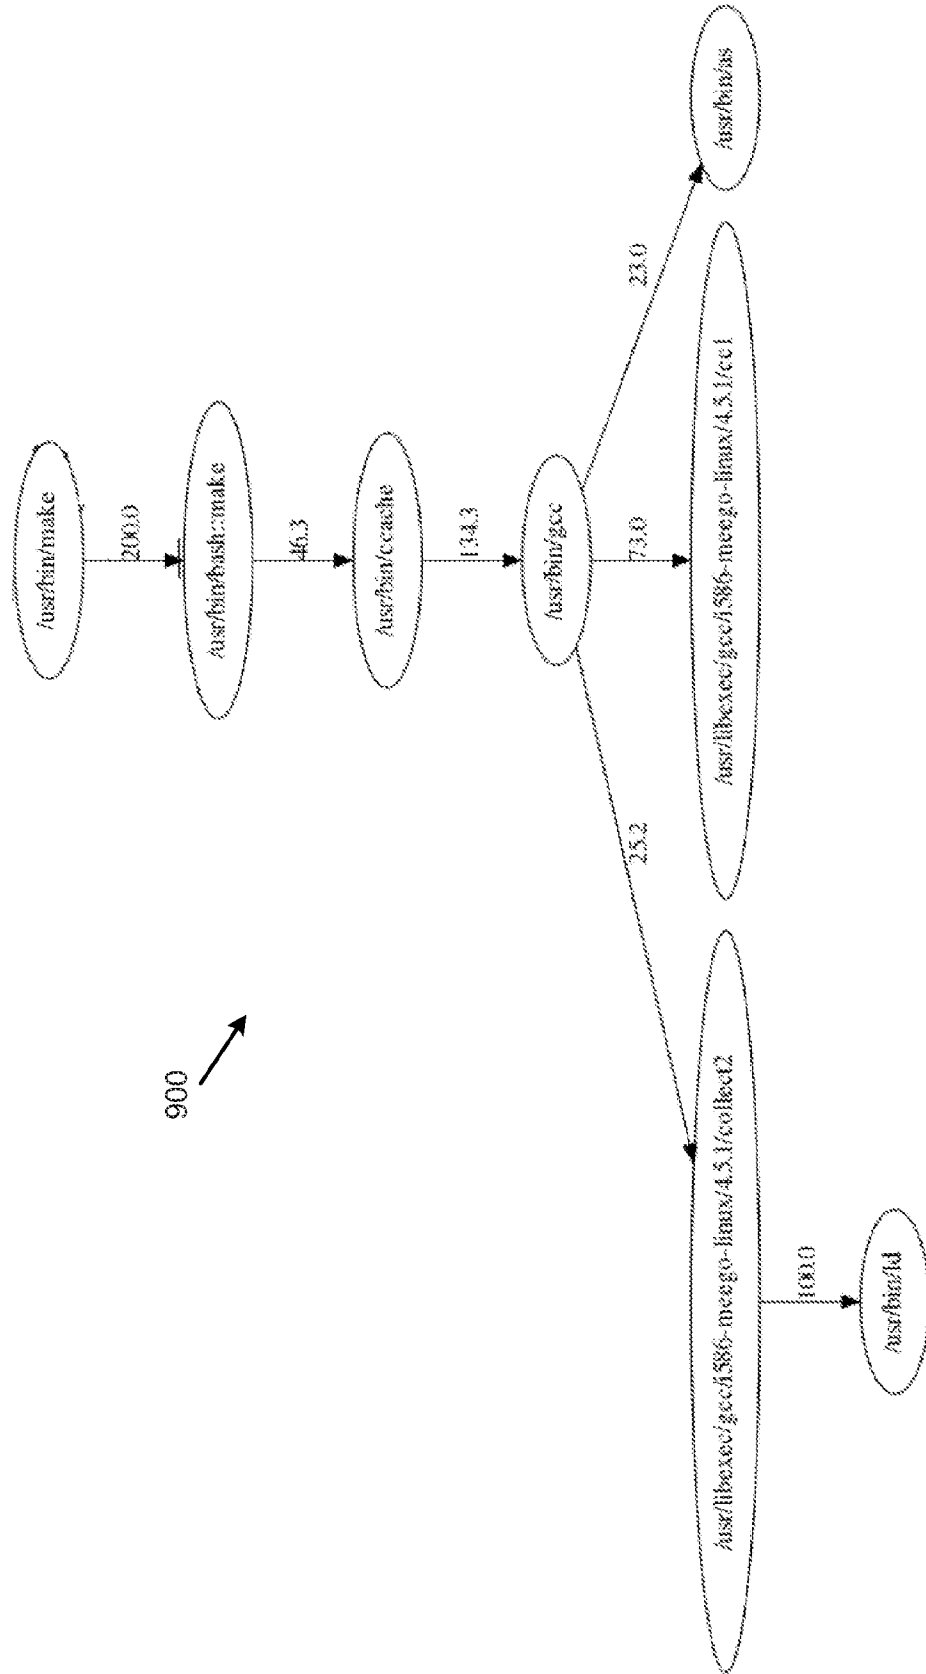 /usr/bin/make
200.0
/usr/bin/bash::make
46.3
/usr/bin/ccache
134.3
/usr/bin/gcc
25.2
73.0
23.0
/usr/libexec/gcc/i586-meego-linux/4.5.1/collect2
/usr/libexec/gcc/i586-meego-linux/4.5.1/cc1
/usr/bin/as
100.0
/usr/bin/ld
900